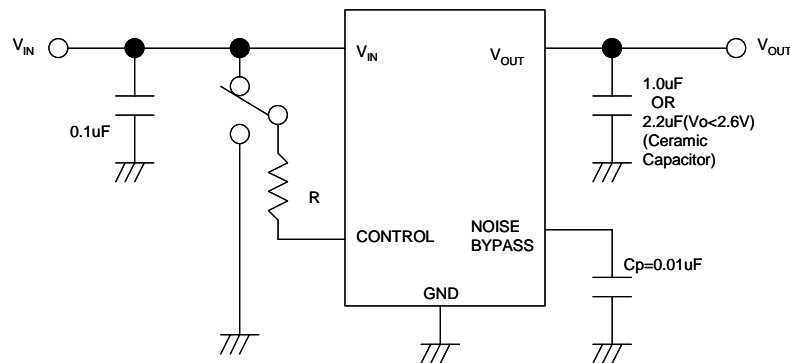 VIN
VIN
VOUT
VOUT
0.1uF
1.0uF
OR
2.2uF(Vo<2.6V)
(Ceramic
Capacitor)
R
CONTROL
NOISE
BYPASS
Cp=0.01uF
GND